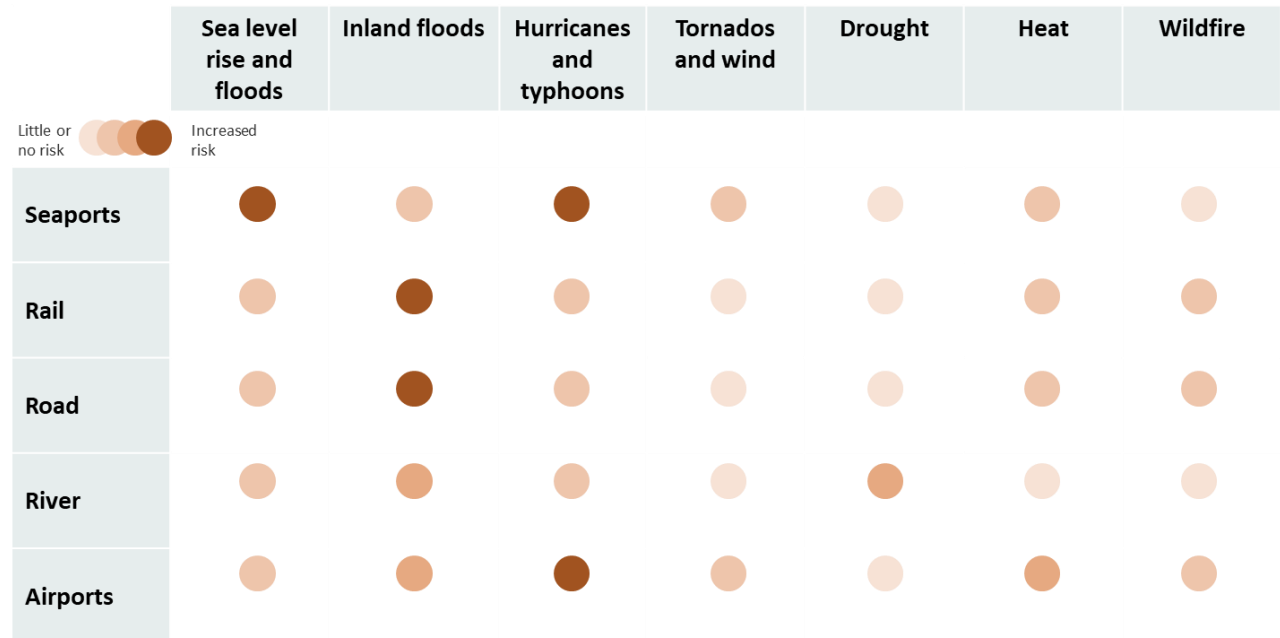 Sea level
rise and
floods
Inland floods
Hurricanes
and
typhoons
Tornados
and wind
Drought
Heat
Wildfire
Little or
no risk
Increased
risk
Seaports
Rail
Road
River
Airports